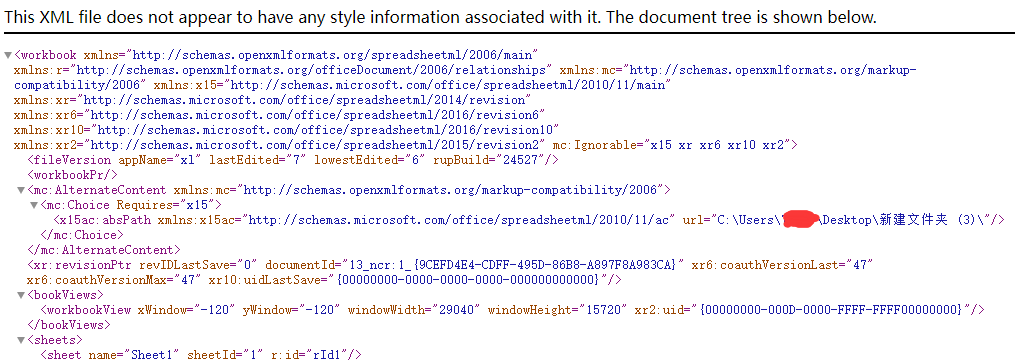 This XML file does not appear to have any style information associated with it. The document tree is shown below.
▼<workbook xmlns="http://schemas.openxmlformats.org/spreadsheetml/2006/main"
xmlns:r="http://schemas.openxmlformats.org/officeDocument/2006/relationships" xmlns:mc="http://schemas.openxmlformats.org/markup-
compatibility/2006" xmlns:x15="http://schemas.microsoft.com/office/spreadsheetml/2010/11/main"
xmlns:xr="http://schemas.microsoft.com/office/spreadsheetml/2014/revision"
xmlns:xr6="http://schemas.microsoft.com/office/spreadsheetml/2016/revision6"
xmlns:xr10="http://schemas.microsoft.com/office/spreadsheetml/2016/revision10"
xmlns:xr2="http://schemas.microsoft.com/office/spreadsheetml/2015/revision2" mc:Ignorable="x15 xr xr6 xr10 xr2">
<fileVersion appName="xl" lastEdited="7" lowestEdited="6" rupBuild="24527"/>
<workbookPr/>
▼<mc:AlternateContent xmlns:mc="http://schemas.openxmlformats.org/markup-compatibility/2006">
▼<mc:Choice Requires="x15">
<x15ac:absPath xmlns:x15ac="http://schemas.microsoft.com/office/spreadsheetml/2010/11/ac" url="C:\Users\ \Desktop\新建文件夹 (3)\"/>
</mc:Choice>
</mc:AlternateContent>
<xr:revisionPtr revIDLastSave="0" documentId="13_ncr:1_{9CEFD4E4-CDFF-495D-86B8-A897F8A983CA}" xr6:coauthVersionLast="47"
xr6:coauthVersionMax="47" xr10:uidLastSave="{00000000-0000-0000-0000-000000000000}"/>
▼<bookViews>
<workbookView xWindow="-120" yWindow="-120" windowWidth="29040" windowHeight="15720" xr2:uid="{00000000-000D-0000-FFFF-FFFF00000000}"/>
</bookViews>
▼<sheets>
<sheet name="Sheet1" sheetId="1" r:id="rId1"/>